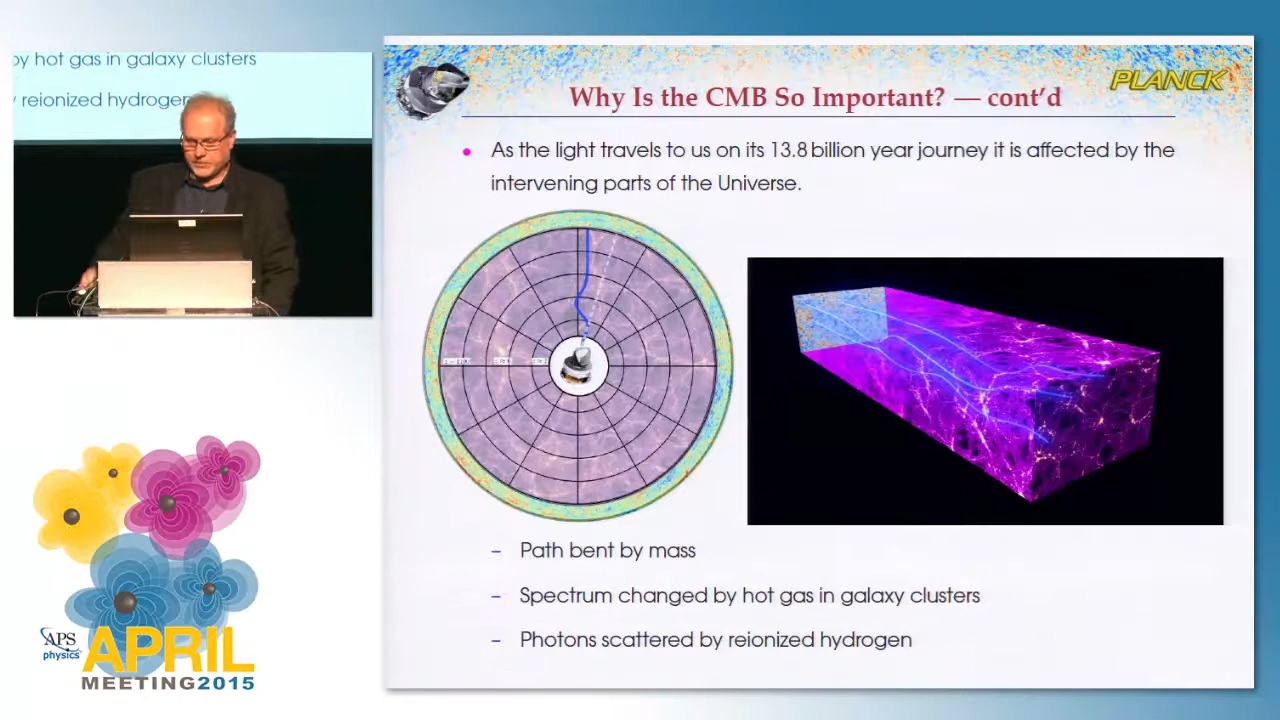 by hot gas in galaxy clusters
reionized hydrogen
PLANCK
Why Is the CMB So Important? — cont'd
• As the light travels to us on its 13.8 billion year journey it is affected by the
intervening parts of the Universe.
– Path bent by mass
– Spectrum changed by hot gas in galaxy clusters
– Photons scattered by reionized hydrogen
APS
physics
APRIL
MEETING2015